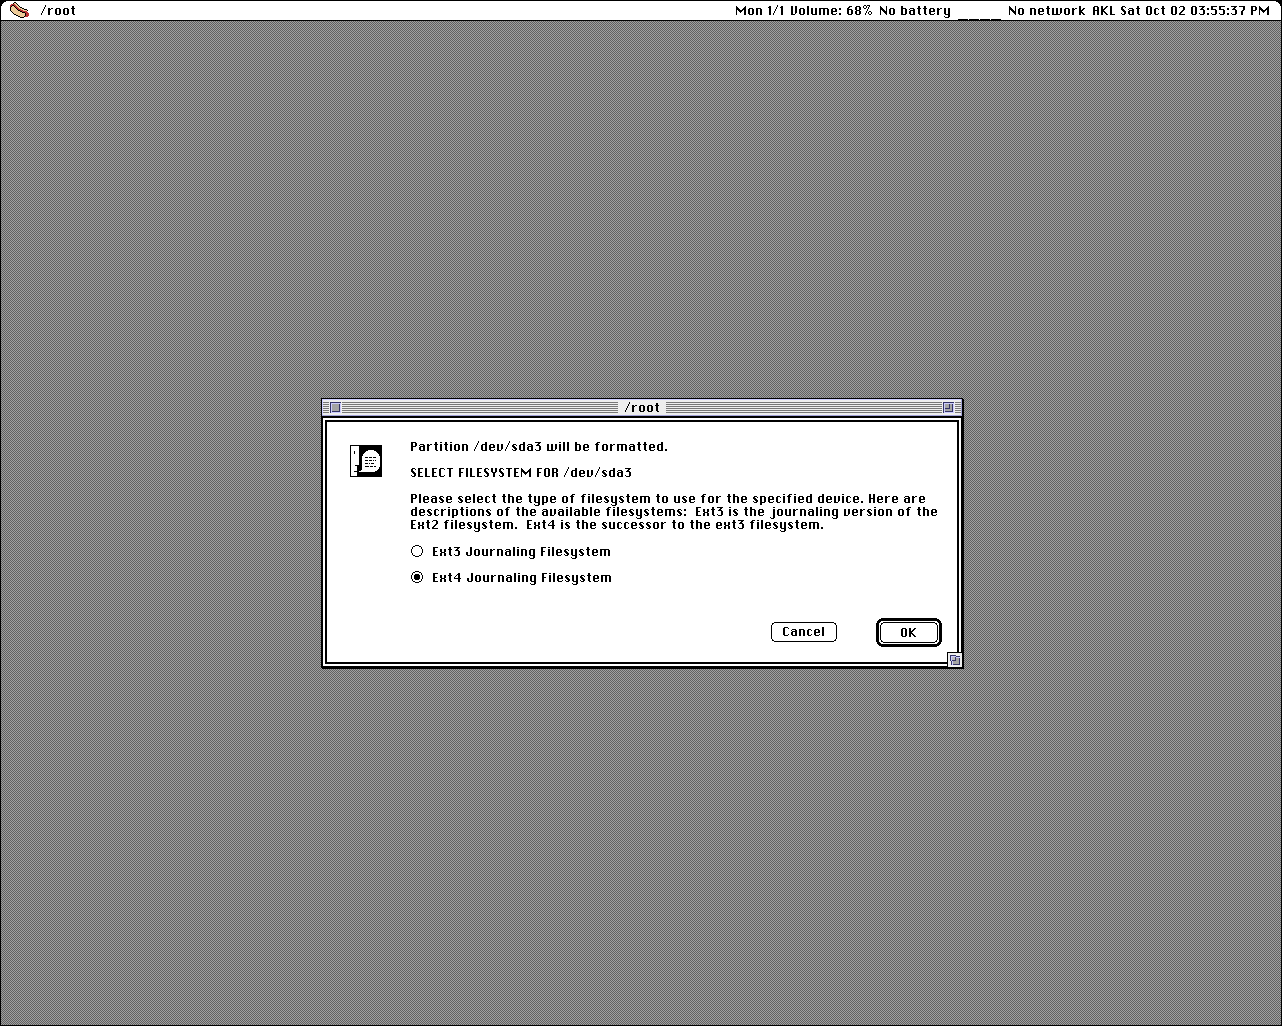 /root
Mon 1/1 Volume: 68% No battery ____ No network AKL Sat Oct 02 03:55:37 PM
/root
Partition /dev/sda3 will be formatted.
SELECT FILESYSTEM FOR /dev/sda3
Please select the type of filesystem to use for the specified device. Here are
descriptions of the available filesystems:  Ext3 is the journaling version of the
Ext2 filesystem.  Ext4 is the successor to the ext3 filesystem.
Ext3 Journaling Filesystem
Ext4 Journaling Filesystem
Cancel
OK